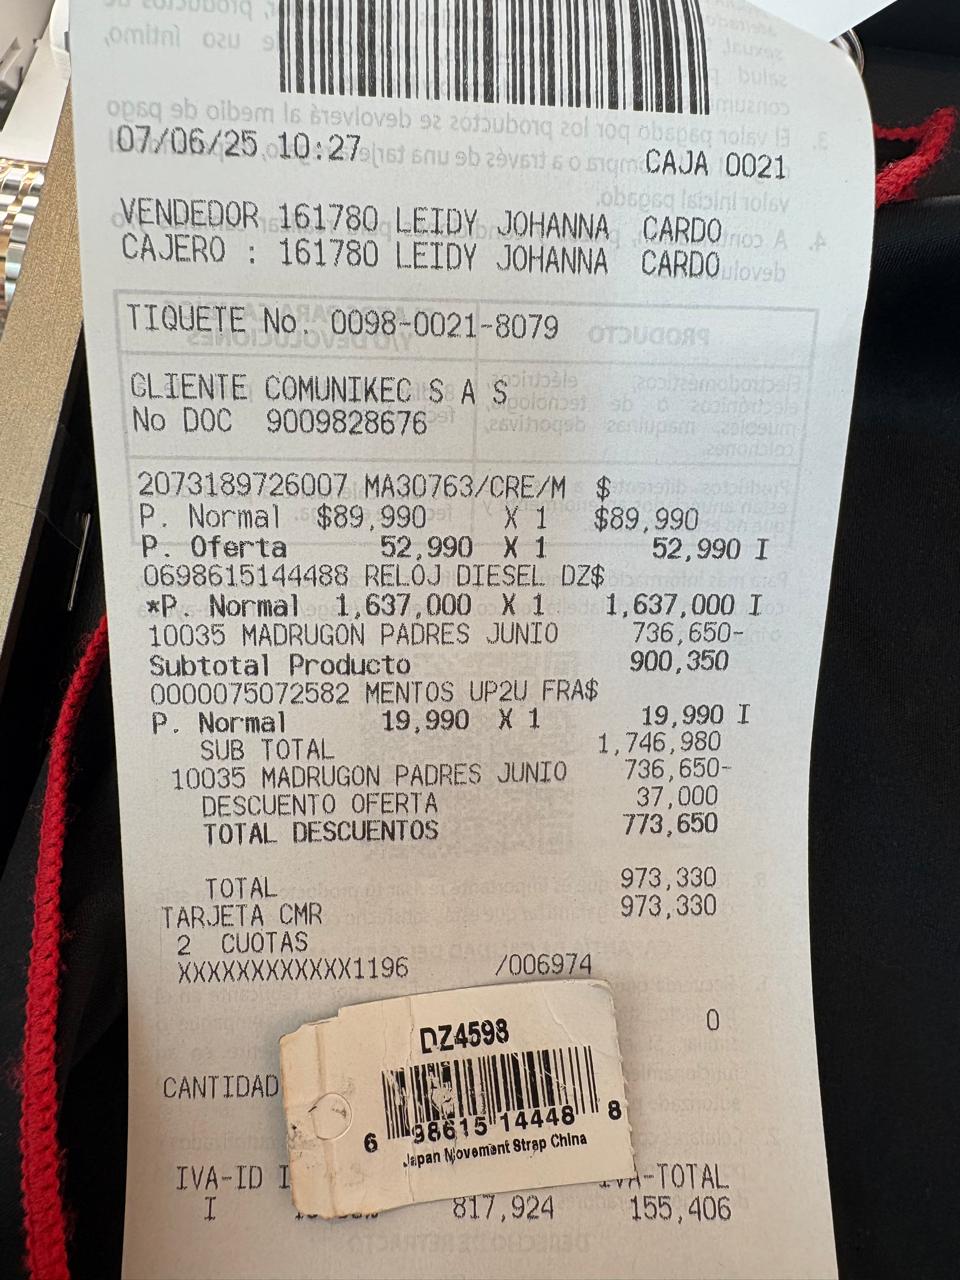 07/06/25 10:27 CAJA 0021
VENDEDOR 161780 LEIDY JOHANNA CARDO
CAJERO : 161780 LEIDY JOHANNA CARDO
TIQUETE No. 0098-0021-8079
CLIENTE COMUNIKEC S A S
No DOC 9009828676
2073189726007 MA30763/CRE/M $
P. Normal $89,990 X 1 $89,990
P. Oferta 52,990 X 1 52,990 I
0698615144488 RELOJ DIESEL DZ$
*P. Normal 1,637,000 X 1 1,637,000 I
10035 MADRUGON PADRES JUNIO 736,650-
Subtotal Producto 900,350
0000075072582 MENTOS UP2U FRA$
P. Normal 19,990 X 1 19,990 I
SUB TOTAL 1,746,980
10035 MADRUGON PADRES JUNIO 736,650-
DESCUENTO OFERTA 37,000
TOTAL DESCUENTOS 773,650
TOTAL 973,330
TARJETA CMR 973,330
2 CUOTAS
XXXXXXXXXXXX1196 /006974
0
DZ4598
CANTIDAD
6 98615 14448 8
Japan Movement Strap China
IVA-ID IVA-TOTAL
I 817,924 155,406